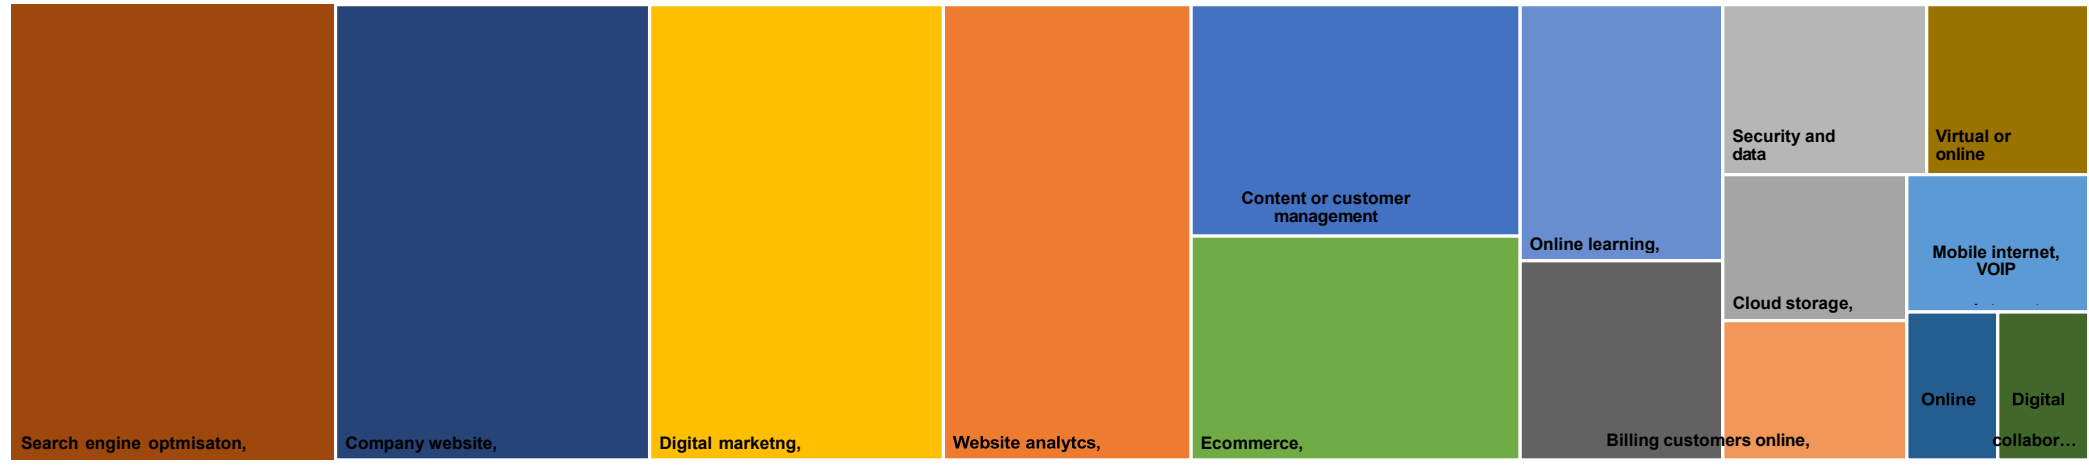 Search engine optmisaton,
Company website,
Digital marketng,
Website analytcs,
Content or customer
management
Ecommerce,
Online learning,
Billing customers online,
Security and
data
Virtual or
online
Cloud storage,
Mobile internet,
VOIP
Online
Digital
collabor…